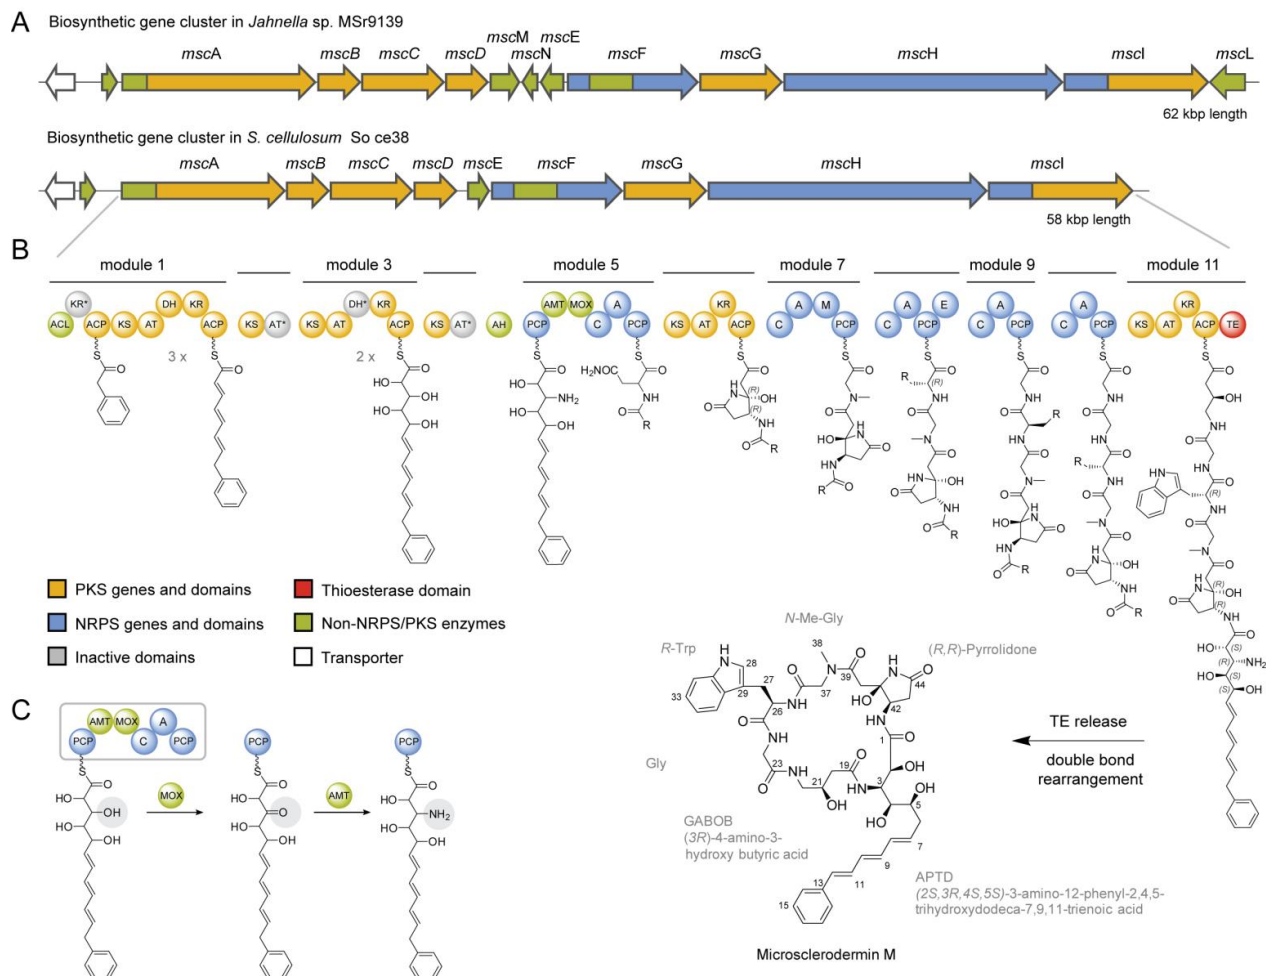 A
Biosynthetic gene cluster in Jahnella sp. MSr9139
mscA mscB mscC mscD mscM mscN mscE mscF mscG mscH mscI mscL
62 kbp length
Biosynthetic gene cluster in S. cellulosum So ce38
mscA mscB mscC mscD mscE mscF mscG mscH mscI
58 kbp length
B
module 1 module 3 module 5 module 7 module 9 module 11
ACL KR* ACP KS AT DH KR ACP KS AT* KS AT DH* KR ACP KS AT* AH PCP AMT MOX C A PCP KS AT KR ACP C A M PCP C A PCP E C A PCP C A PCP KS AT KR ACP TE
3 x
2 x
PKS genes and domains
NRPS genes and domains
Inactive domains
Thioesterase domain
Non-NRPS/PKS enzymes
Transporter
N-Me-Gly
R-Trp
(R,R)-Pyrrolidone
Gly
GABOB
(3R)-4-amino-3-
hydroxy butyric acid
APTD
(2S,3R,4S,5S)-3-amino-12-phenyl-2,4,5-
trihydroxydodeca-7,9,11-trienoic acid
Microsclerodermin M
TE release
double bond
rearrangement
C
PCP AMT MOX C A PCP
PCP
PCP
MOX
AMT